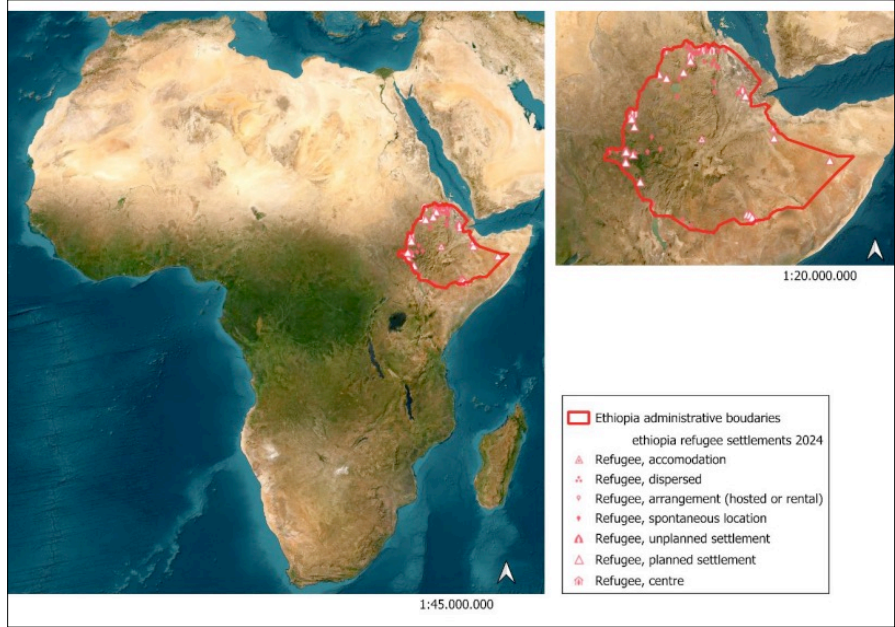 1:20.000.000
Ethiopia administrative boudaries
ethiopia refugee settlements 2024
Refugee, accomodation
Refugee, dispersed
Refugee, arrangement (hosted or rental)
Refugee, spontaneous location
Refugee, unplanned settlement
Refugee, planned settlement
Refugee, centre
1:45.000.000